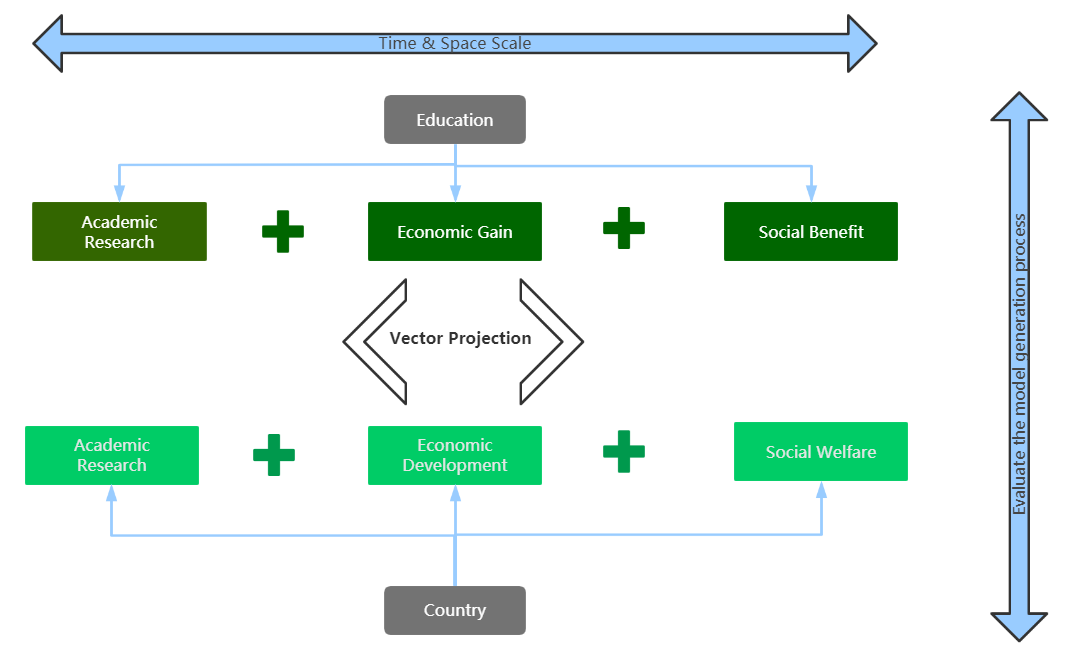 Time & Space Scale
Education
Academic
Research
Economic Gain
Social Benefit
Vector Projection
Academic
Research
Economic
Development
Social Welfare
Country
Evaluate the model generation process